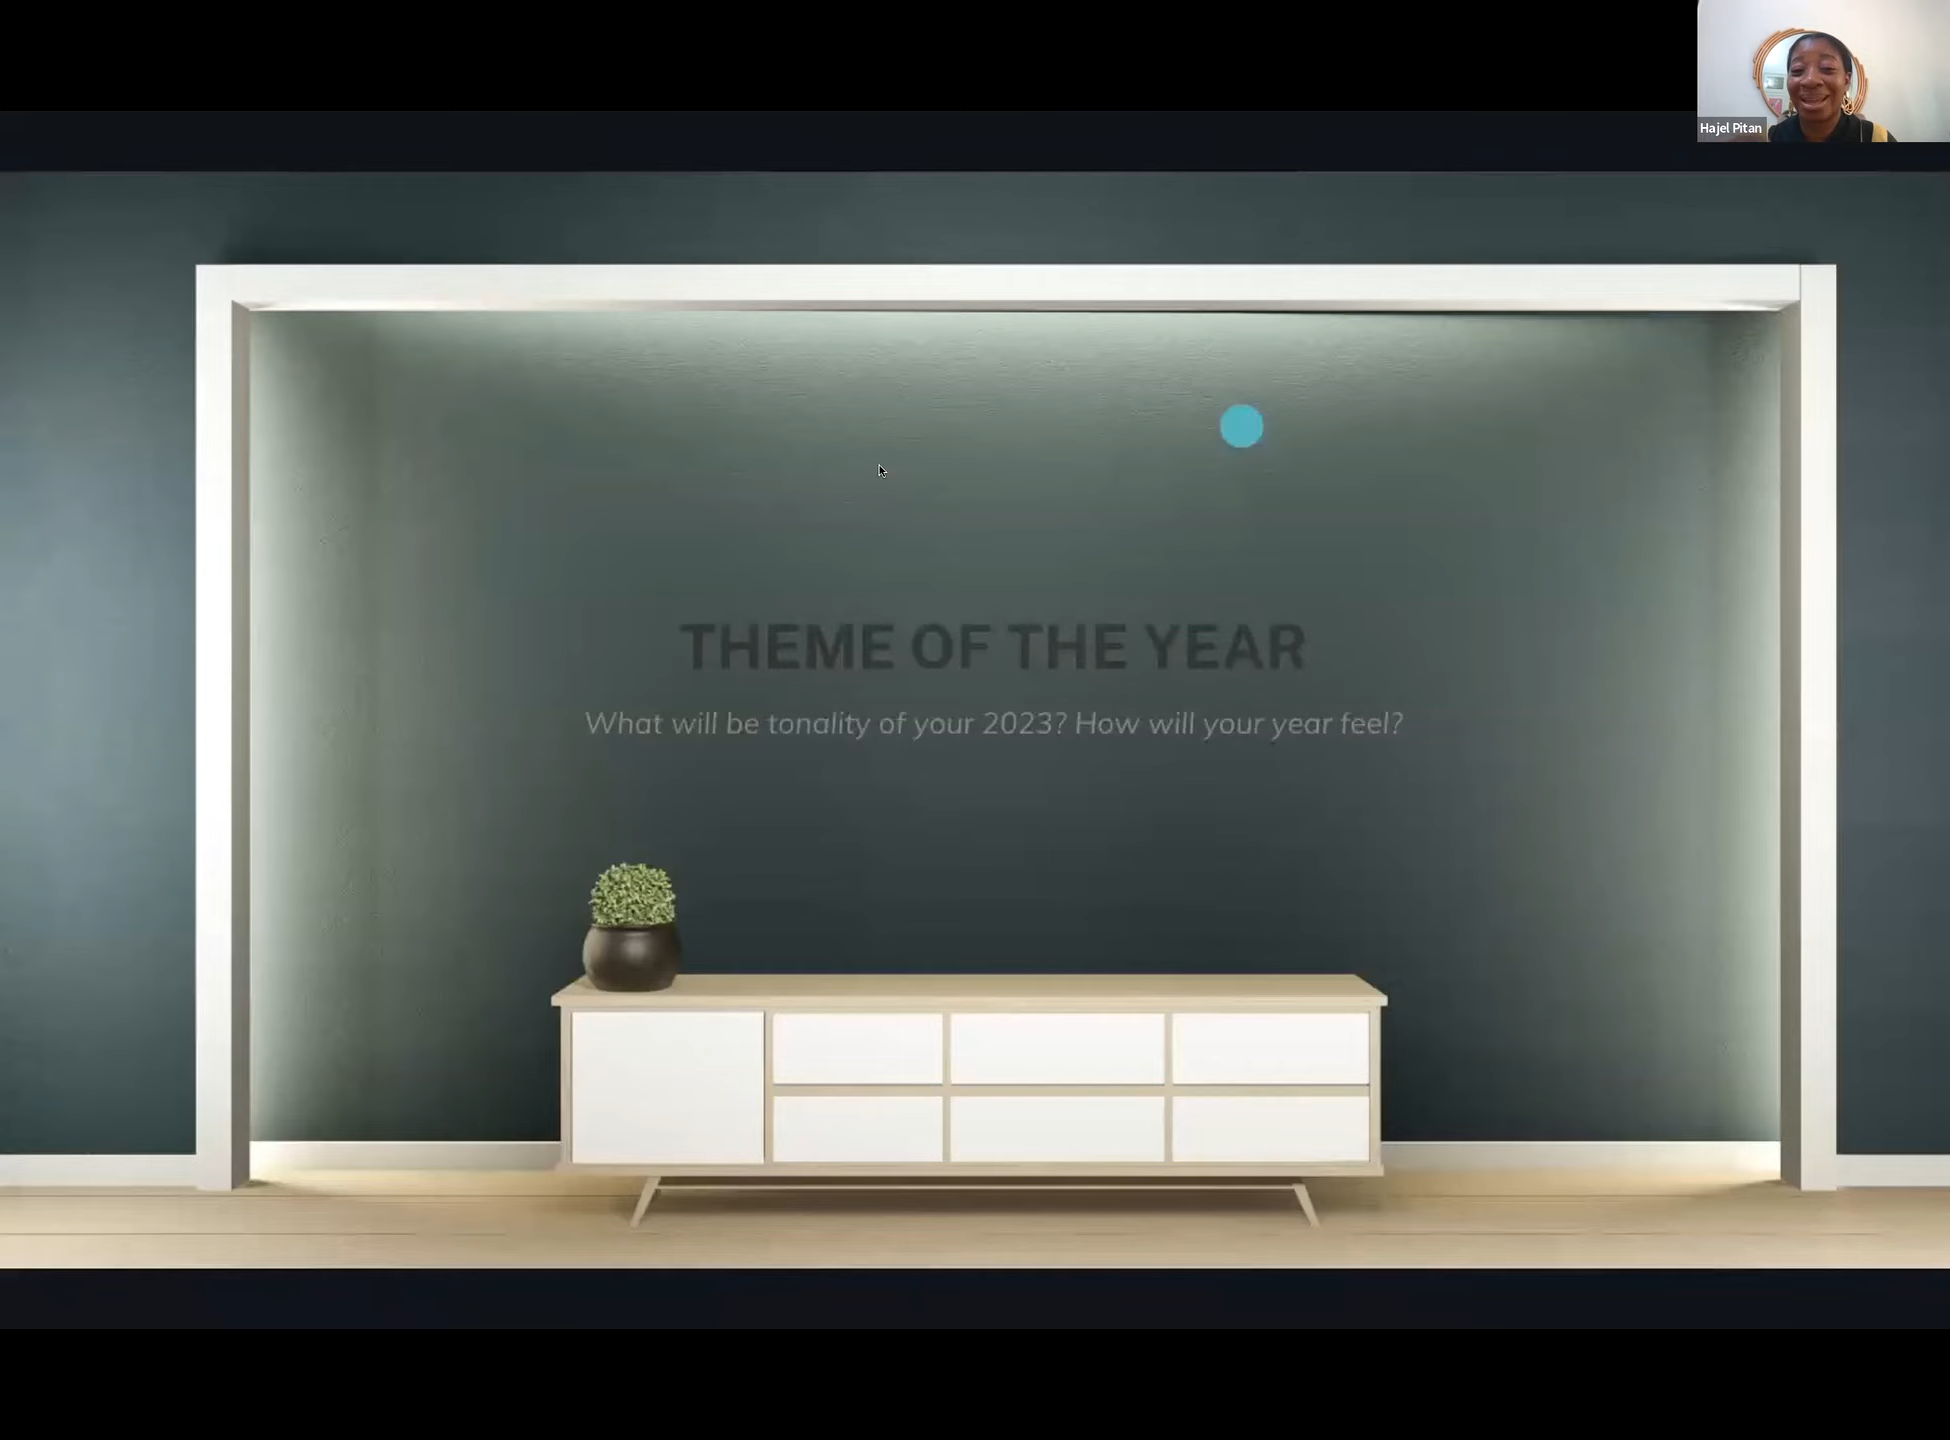 Hajel Pitan
THEME OF THE YEAR
What will be tonality of your 2023? How will your year feel?